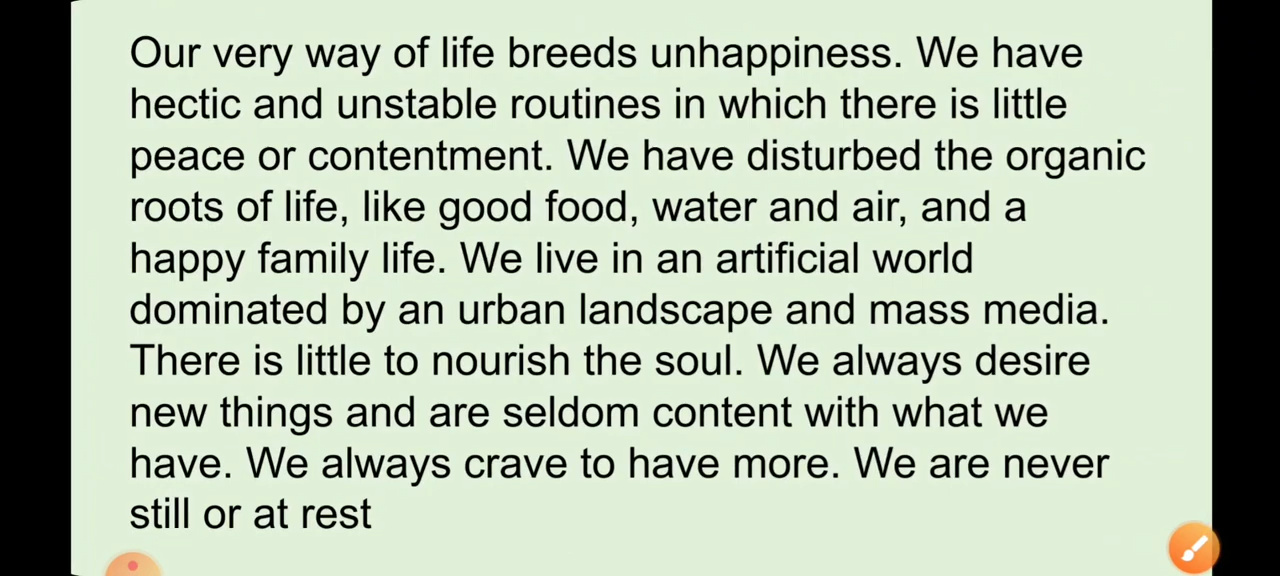 Our very way of life breeds unhappiness. We have
hectic and unstable routines in which there is little
peace or contentment. We have disturbed the organic
roots of life, like good food, water and air, and a
happy family life. We live in an artificial world
dominated by an urban landscape and mass media.
There is little to nourish the soul. We always desire
new things and are seldom content with what we
have. We always crave to have more. We are never
still or at rest